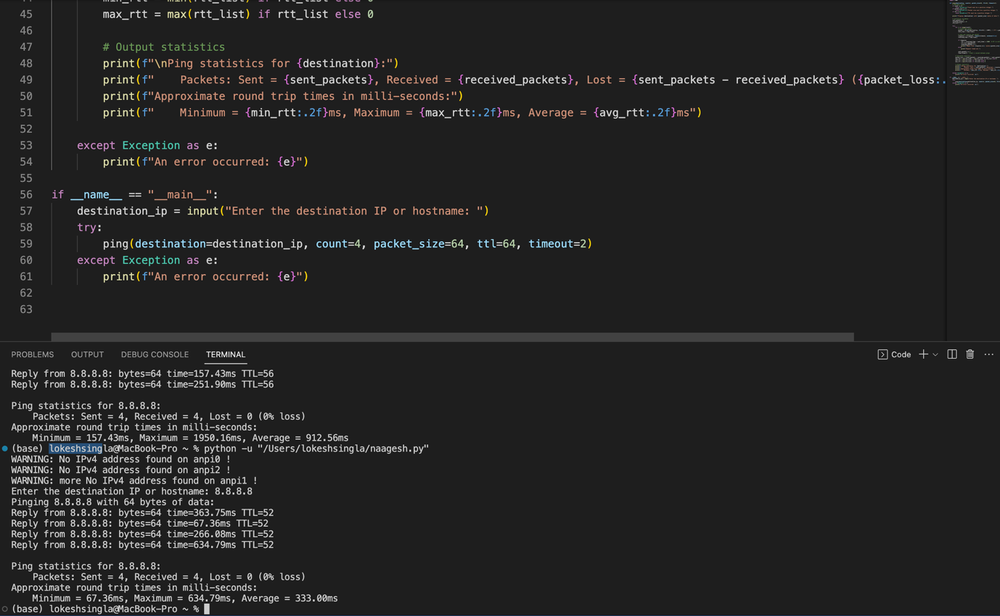 45 max_rtt = max(rtt_list) if rtt_list else 0
46
47 # Output statistics
48 print(f"\nPing statistics for {destination}:")
49 print(f"    Packets: Sent = {sent_packets}, Received = {received_packets}, Lost = {sent_packets - received_packets} ({packet_loss:.
50 print(f"Approximate round trip times in milli-seconds:")
51 print(f"    Minimum = {min_rtt:.2f}ms, Maximum = {max_rtt:.2f}ms, Average = {avg_rtt:.2f}ms")
52
53 except Exception as e:
54 print(f"An error occurred: {e}")
55
56 if __name__ == "__main__":
57 destination_ip = input("Enter the destination IP or hostname: ")
58 try:
59 ping(destination=destination_ip, count=4, packet_size=64, ttl=64, timeout=2)
60 except Exception as e:
61 print(f"An error occurred: {e}")
62
63
PROBLEMS OUTPUT DEBUG CONSOLE TERMINAL Code
Reply from 8.8.8.8: bytes=64 time=157.43ms TTL=56
Reply from 8.8.8.8: bytes=64 time=251.90ms TTL=56
Ping statistics for 8.8.8.8:
Packets: Sent = 4, Received = 4, Lost = 0 (0% loss)
Approximate round trip times in milli-seconds:
Minimum = 157.43ms, Maximum = 1950.16ms, Average = 912.56ms
(base) lokeshsingla@MacBook-Pro ~ % python -u "/Users/lokeshsingla/naagesh.py"
WARNING: No IPv4 address found on anpi0 !
WARNING: No IPv4 address found on anpi2 !
WARNING: more No IPv4 address found on anpi1 !
Enter the destination IP or hostname: 8.8.8.8
Pinging 8.8.8.8 with 64 bytes of data:
Reply from 8.8.8.8: bytes=64 time=363.75ms TTL=52
Reply from 8.8.8.8: bytes=64 time=67.36ms TTL=52
Reply from 8.8.8.8: bytes=64 time=266.08ms TTL=52
Reply from 8.8.8.8: bytes=64 time=634.79ms TTL=52
Ping statistics for 8.8.8.8:
Packets: Sent = 4, Received = 4, Lost = 0 (0% loss)
Approximate round trip times in milli-seconds:
Minimum = 67.36ms, Maximum = 634.79ms, Average = 333.00ms
(base) lokeshsingla@MacBook-Pro ~ %